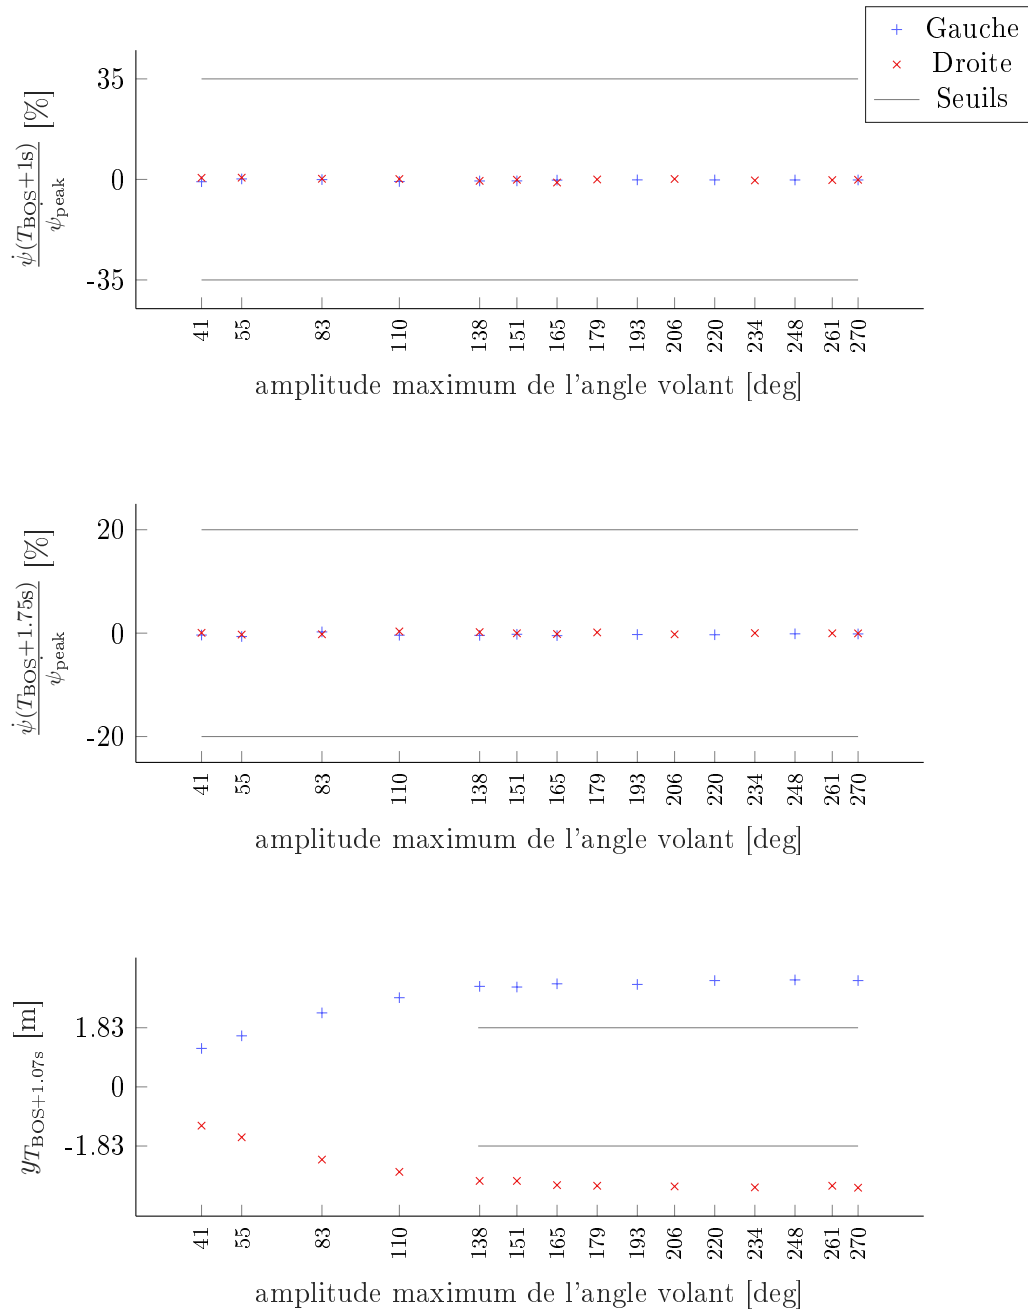 Gauche
Droite
Seuils
35
0
-35
ψ̇(T_BOS+1s) / ψ̇_peak [%]
41 55 83 110 138 151 165 179 193 206 220 234 248 261 270
amplitude maximum de l'angle volant [deg]
20
0
-20
ψ̇(T_BOS+1.75s) / ψ̇_peak [%]
41 55 83 110 138 151 165 179 193 206 220 234 248 261 270
amplitude maximum de l'angle volant [deg]
1.83
0
-1.83
y_T_BOS+1.07s [m]
41 55 83 110 138 151 165 179 193 206 220 234 248 261 270
amplitude maximum de l'angle volant [deg]